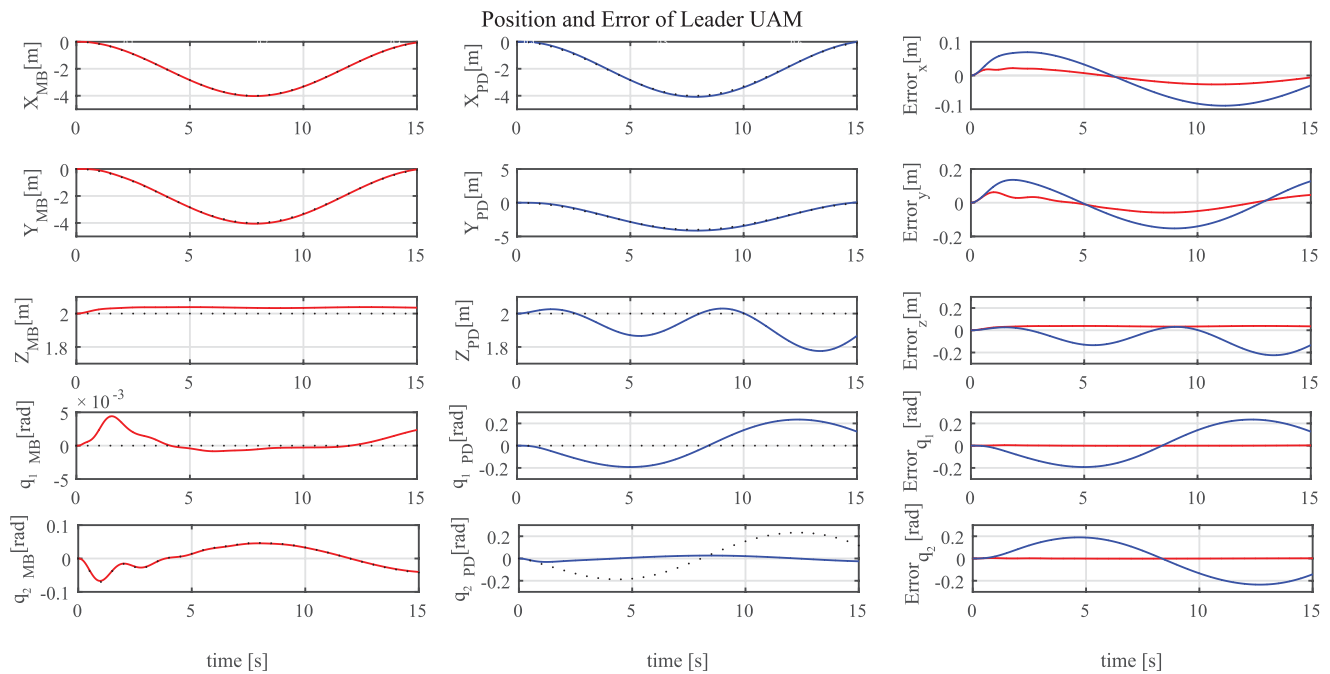 Position and Error of Leader UAM
X_MB[m]
0
-2
-4
0 5 10 15
X_PD[m]
0
-2
-4
0 5 10 15
Error_x[m]
0.1
0
-0.1
0 5 10 15
Y_MB[m]
0
-2
-4
0 5 10 15
Y_PD[m]
5
0
-5
0 5 10 15
Error_y[m]
0.2
0
-0.2
0 5 10 15
Z_MB[m]
2
1.8
0 5 10 15
Z_PD[m]
2
1.8
0 5 10 15
Error_z[m]
0.2
0
-0.2
0 5 10 15
q_1 MB[rad]
× 10^-3
5
0
-5
0 5 10 15
q_1 PD[rad]
0.2
0
-0.2
0 5 10 15
Error_q_1 [rad]
0.2
0
-0.2
0 5 10 15
q_2 MB[rad]
0.1
0
-0.1
0 5 10 15
q_2 PD[rad]
0.2
0
-0.2
0 5 10 15
Error_q_2 [rad]
0.2
0
-0.2
0 5 10 15
time [s]
time [s]
time [s]